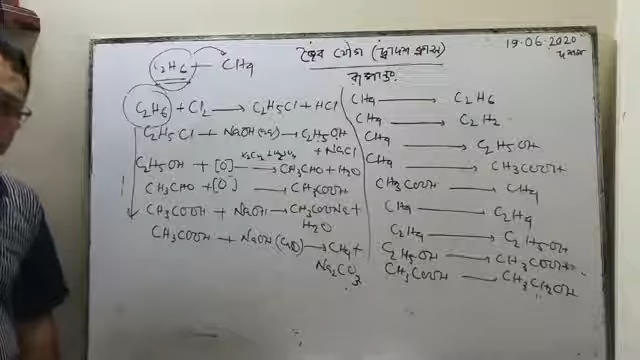 C2H6 → CH4
জৈব যৌগ (দ্বাদশ ক্লাস)
19.06.2020
C2H6 + Cl2 → C2H5Cl + HCl
C2H5Cl + NaOH(aq) → C2H5OH + NaCl
C2H5OH + [O] → CH3CHO + H2O
CH3CHO + [O] → CH3COOH
CH3COOH + NaOH → CH3COONa + H2O
CH3COOH + NaOH (CaO) → CH4 + Na2CO3
CH4 → C2H6
CH4 → C2H2
CH4 → C2H5OH
CH4 → CH3COOH
CH3COOH → CH4
CH4 → C2H4
C2H4 → C2H5OH
C2H5OH → CH3COOH
CH3COOH → CH3CH2OH